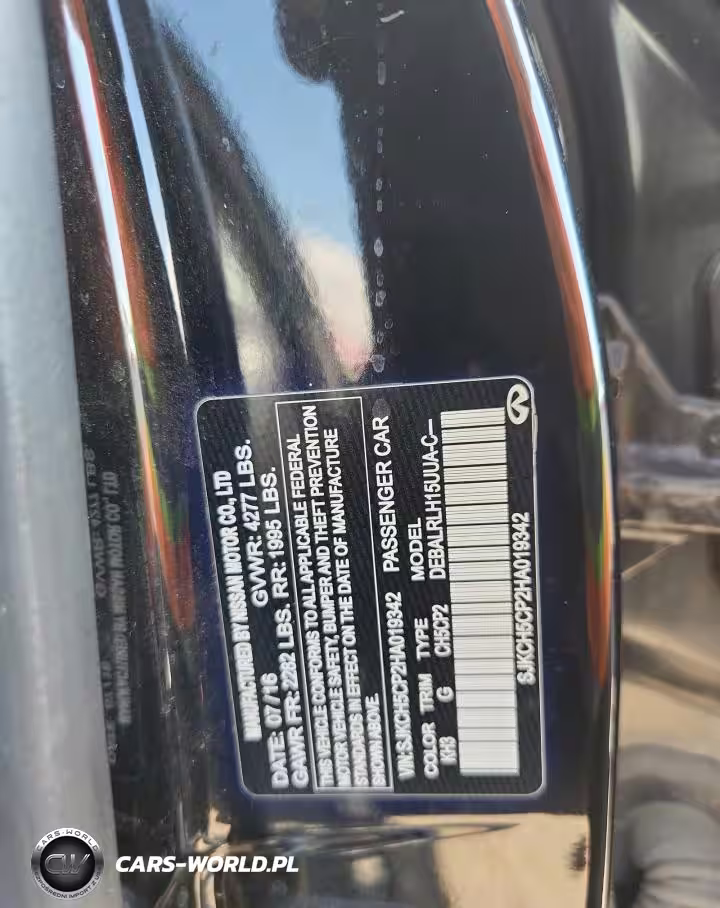 MANUFACTURED BY NISSAN MOTOR CO., LTD
DATE: 07/16 GVWR: 4277 LBS.
GAWR FR: 2282 LBS. RR: 1995 LBS.
THIS VEHICLE CONFORMS TO ALL APPLICABLE FEDERAL
MOTOR VEHICLE SAFETY, BUMPER AND THEFT PREVENTION
STANDARDS IN EFFECT ON THE DATE OF MANUFACTURE
SHOWN ABOVE.
VIN: SJKCH5CP2HA019342 PASSENGER CAR
COLOR TRIM TYPE MODEL
KH3 G CH5CP2 DEBALRLH15UUA-C--
SJKCH5CP2HA019342
CARS-WORLD
CW
CARS-WORLD.PL